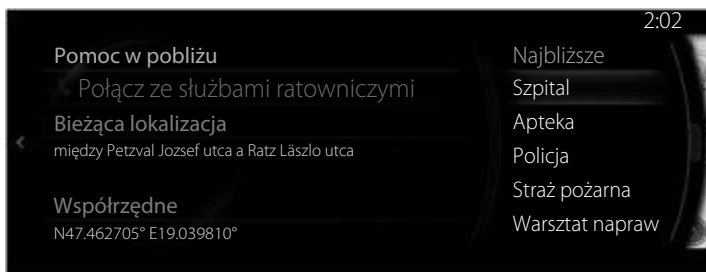 2:02
Pomoc w pobliżu
Połącz ze służbami ratowniczymi
Bieżąca lokalizacja
między Petzval Jozsef utca a Ratz Lászlo utca
Współrzędne
N47.462705° E19.039810°
Najbliższe
Szpital
Apteka
Policja
Straż pożarna
Warsztat napraw